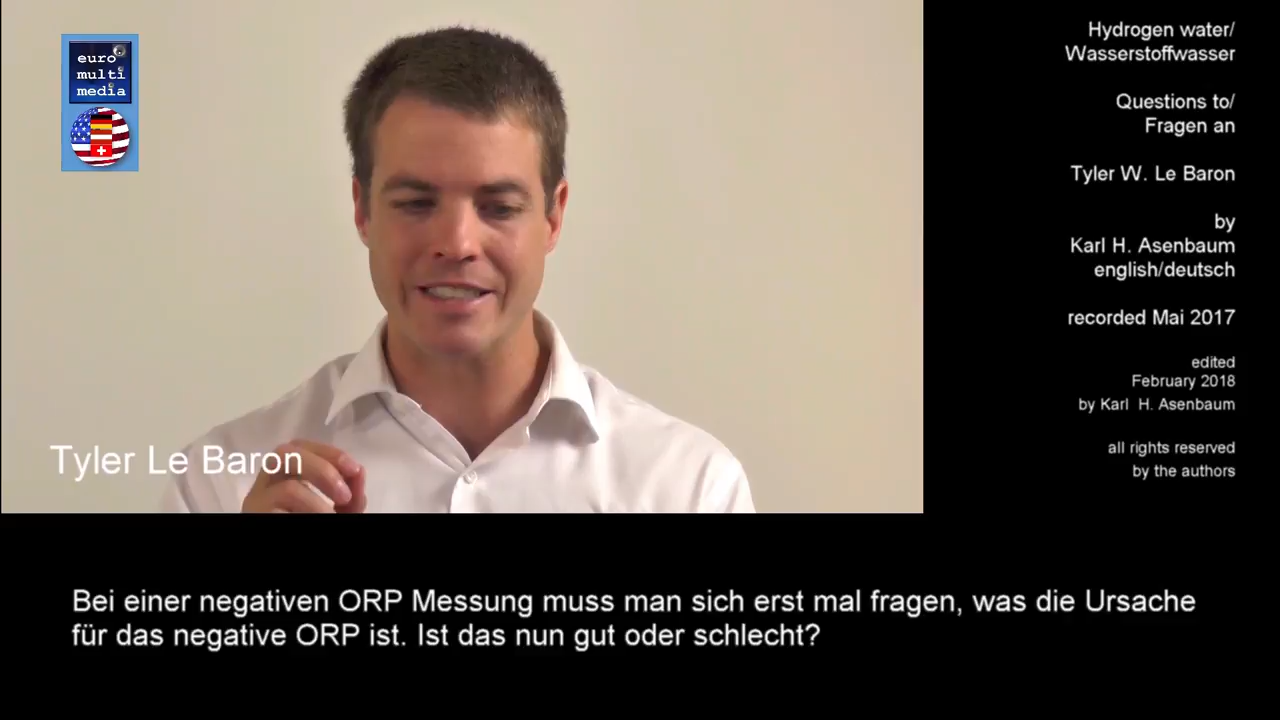 euro
multi
media
Hydrogen water/
Wasserstoffwasser
Questions to/
Fragen an
Tyler W. Le Baron
by
Karl H. Asenbaum
english/deutsch
recorded Mai 2017
edited
February 2018
by Karl H. Asenbaum
all rights reserved
by the authors
Tyler Le Baron
Bei einer negativen ORP Messung muss man sich erst mal fragen, was die Ursache
für das negative ORP ist. Ist das nun gut oder schlecht?